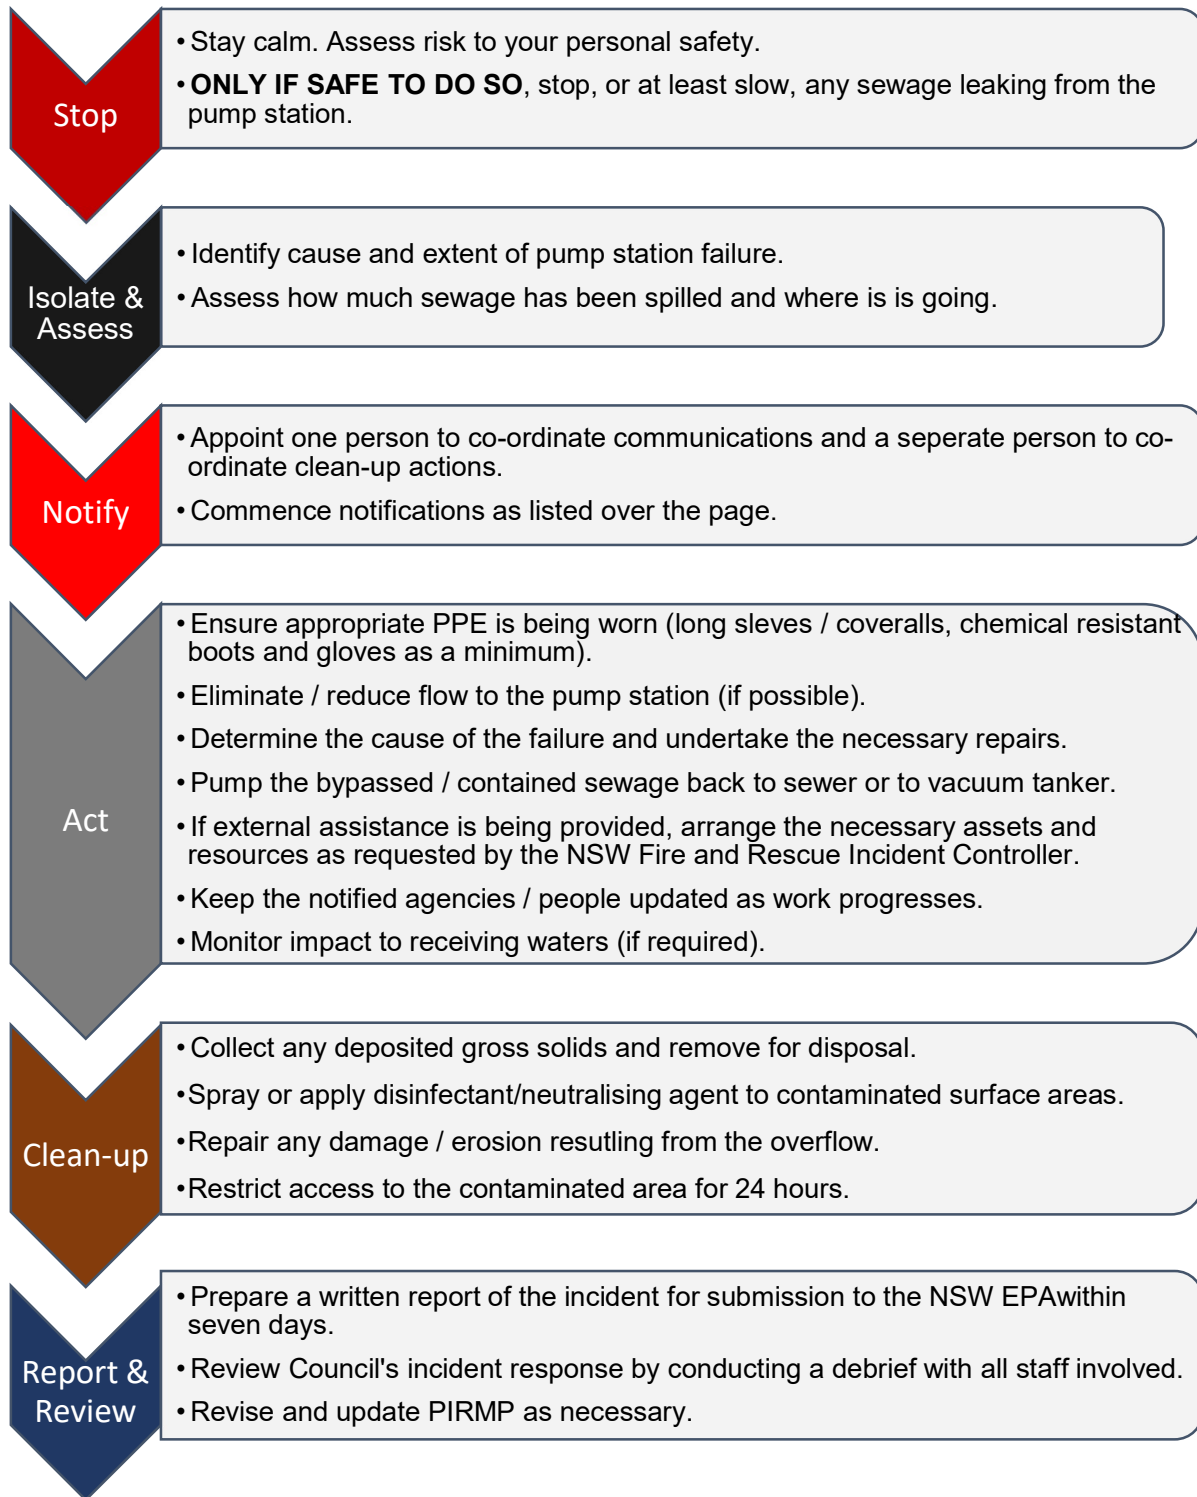 Stop
• Stay calm. Assess risk to your personal safety.
• ONLY IF SAFE TO DO SO, stop, or at least slow, any sewage leaking from the
pump station.
Isolate &
Assess
• Identify cause and extent of pump station failure.
• Assess how much sewage has been spilled and where is is going.
Notify
• Appoint one person to co-ordinate communications and a seperate person to co-
ordinate clean-up actions.
• Commence notifications as listed over the page.
Act
• Ensure appropriate PPE is being worn (long sleves / coveralls, chemical resistant
boots and gloves as a minimum).
• Eliminate / reduce flow to the pump station (if possible).
• Determine the cause of the failure and undertake the necessary repairs.
• Pump the bypassed / contained sewage back to sewer or to vacuum tanker.
• If external assistance is being provided, arrange the necessary assets and
resources as requested by the NSW Fire and Rescue Incident Controller.
• Keep the notified agencies / people updated as work progresses.
• Monitor impact to receiving waters (if required).
Clean-up
• Collect any deposited gross solids and remove for disposal.
• Spray or apply disinfectant/neutralising agent to contaminated surface areas.
• Repair any damage / erosion resutling from the overflow.
• Restrict access to the contaminated area for 24 hours.
Report &
Review
• Prepare a written report of the incident for submission to the NSW EPAwithin
seven days.
• Review Council's incident response by conducting a debrief with all staff involved.
• Revise and update PIRMP as necessary.